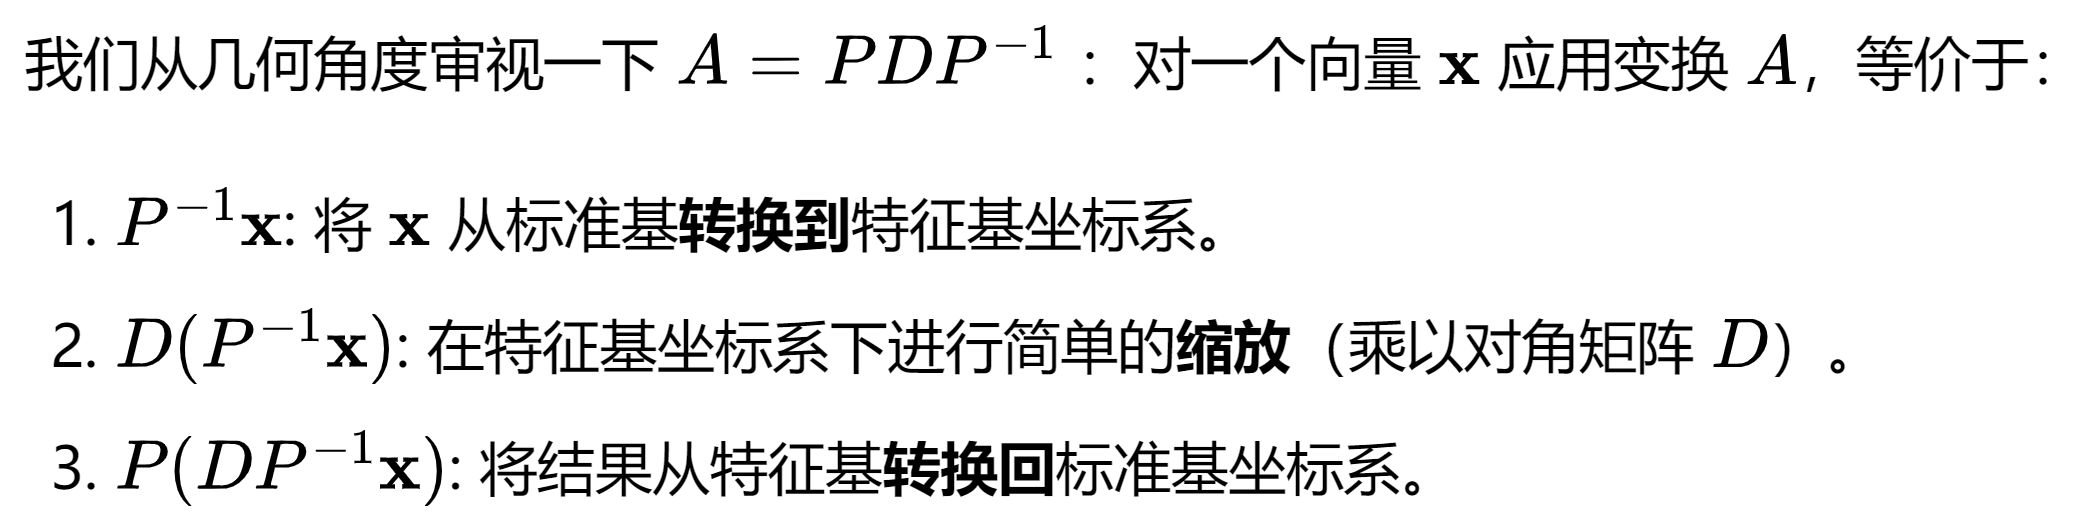 我们从几何角度审视一下 $A = PDP^{-1}$ ：对一个向量 $\mathbf{x}$ 应用变换 $A$，等价于：
1. $P^{-1}\mathbf{x}$: 将 $\mathbf{x}$ 从标准基转换到特征基坐标系。
2. $D(P^{-1}\mathbf{x})$: 在特征基坐标系下进行简单的缩放（乘以对角矩阵 $D$）。
3. $P(DP^{-1}\mathbf{x})$: 将结果从特征基转换回标准基坐标系。